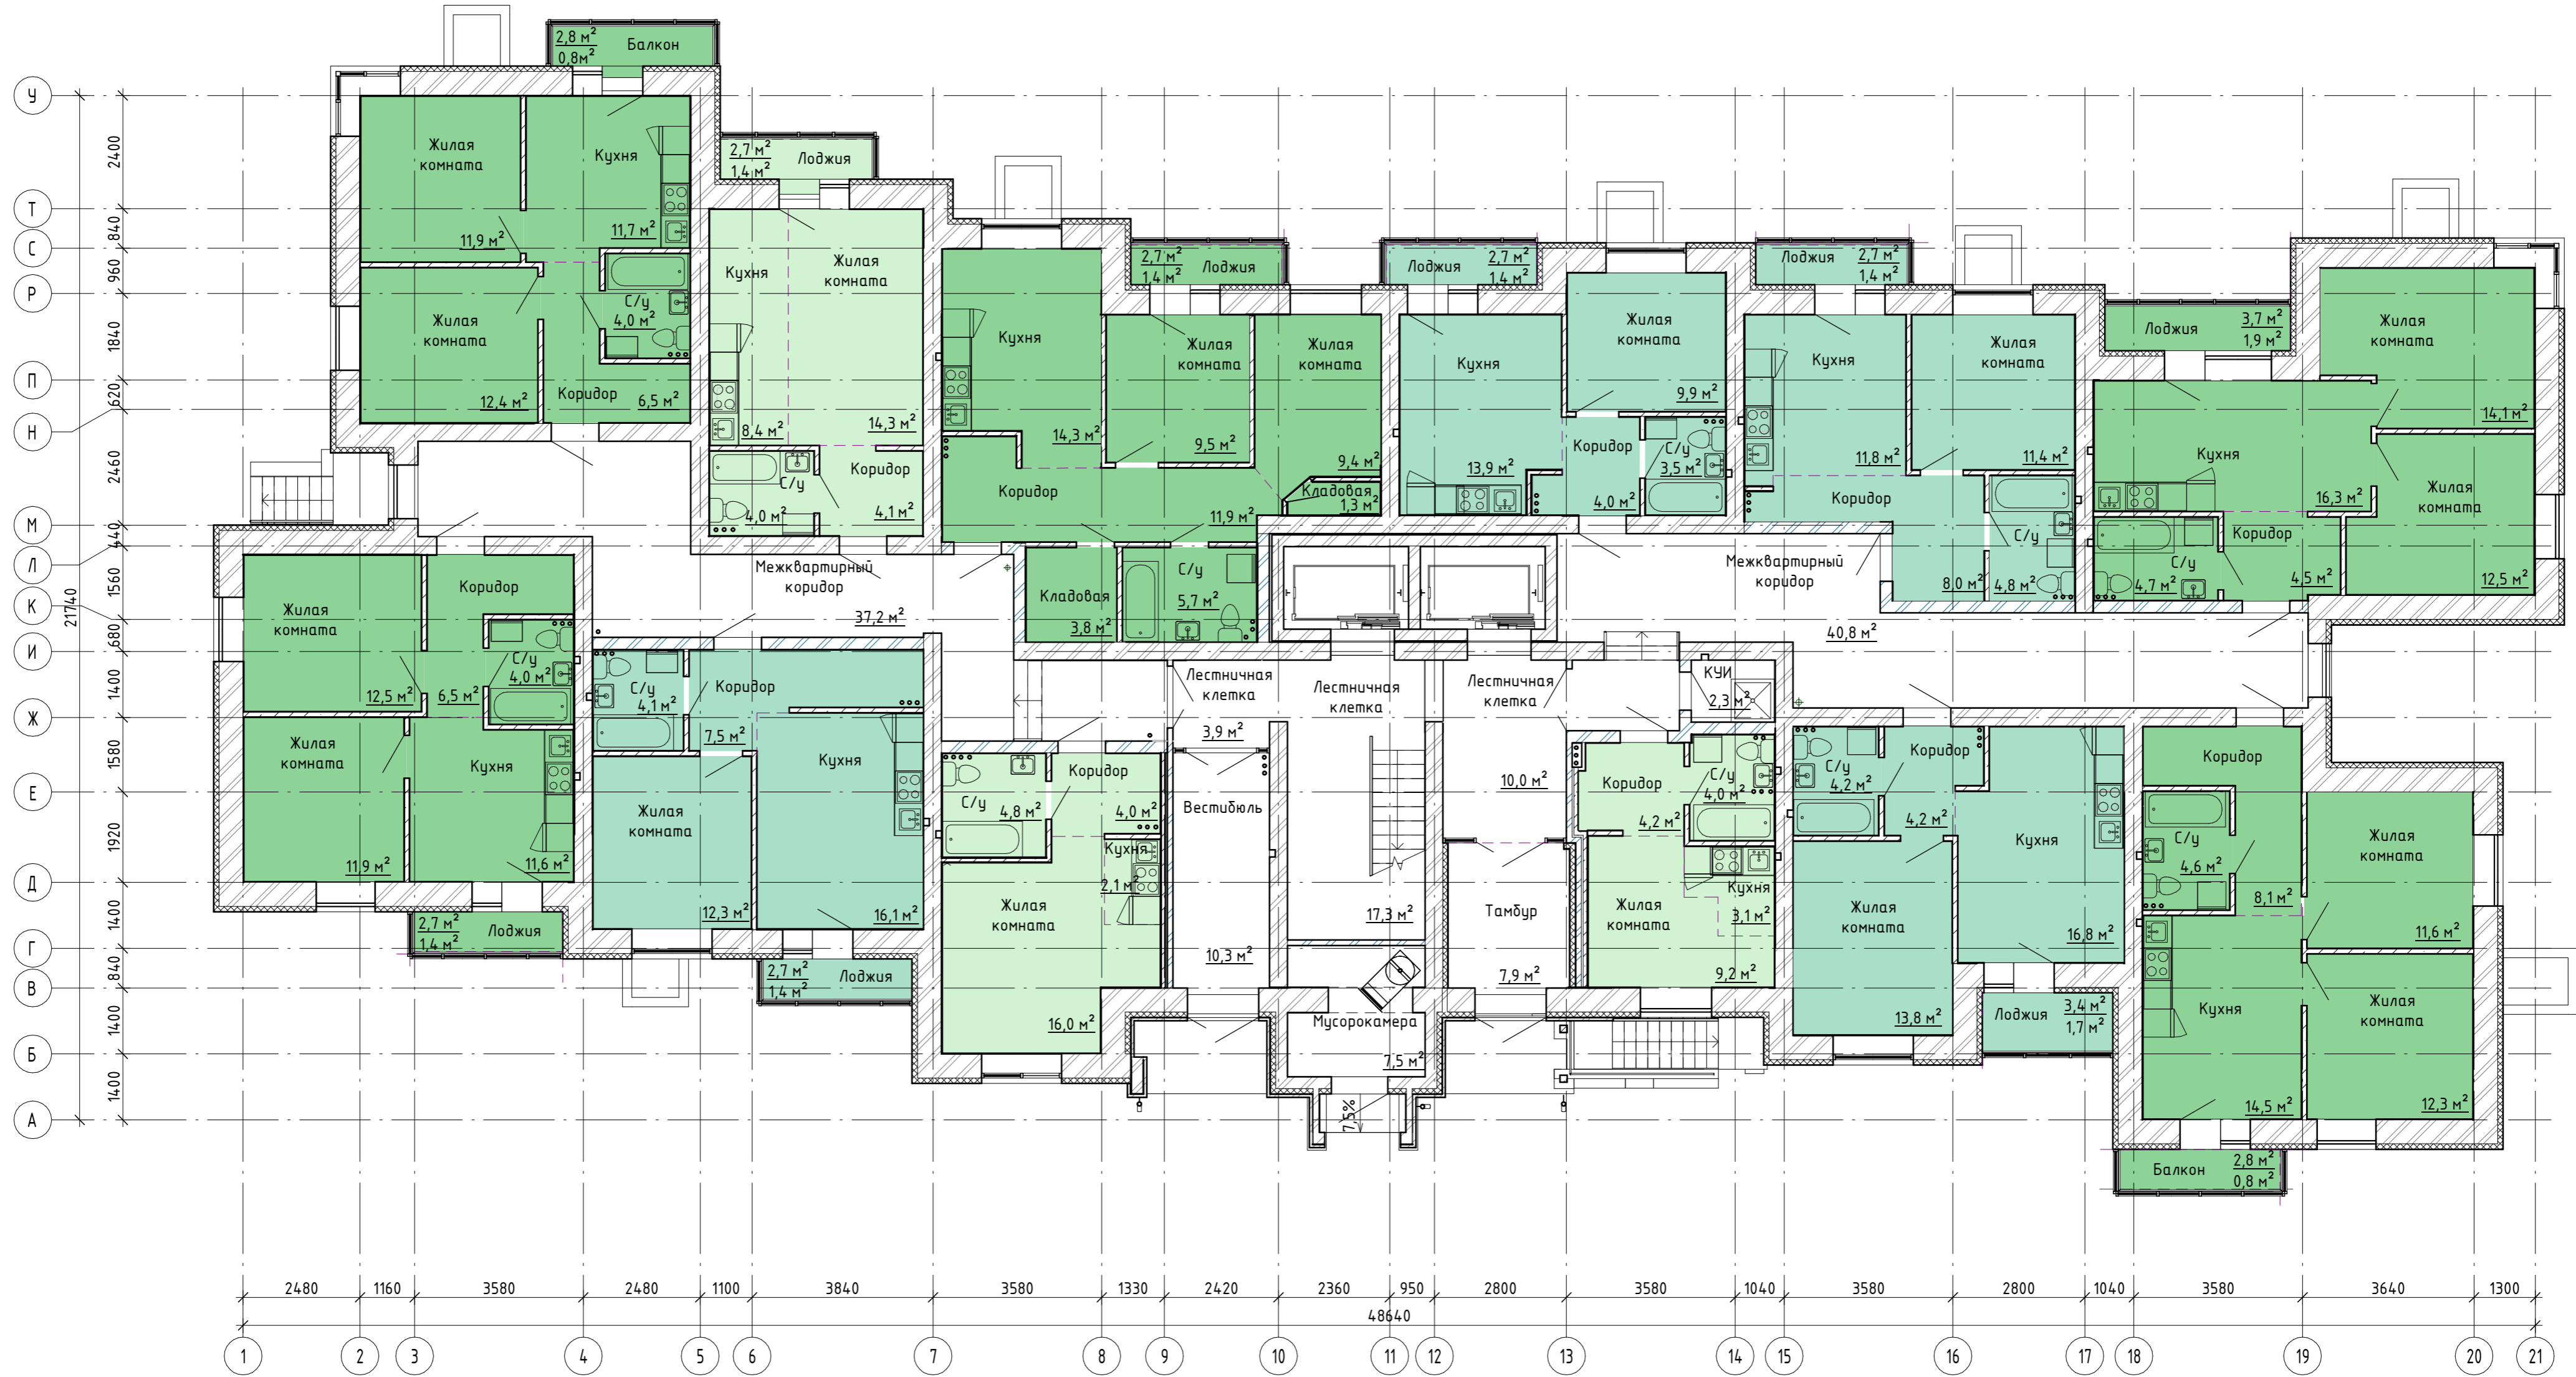 2,8 м²
0,8м²
Балкон
У
2400
Жилая
комната
11,9 м²
Кухня
11,7 м²
2,7 м²
1,4 м²
Лоджия
Т
840
С
960
Р
1840
П
620
Н
2460
М
440
Л
1560
К
680
И
1400
Ж
1580
Е
1920
Д
1400
Г
840
В
1400
Б
1400
А
21740
С/у
4,0 м²
Жилая
комната
12,4 м²
Коридор
6,5 м²
Кухня
8,4 м²
Жилая
комната
14,3 м²
С/у
4,0 м²
Коридор
4,1 м²
Кухня
14,3 м²
2,7 м²
1,4 м²
Лоджия
Жилая
комната
9,5 м²
Жилая
комната
9,4 м²
Кладовая
1,3 м²
Коридор
11,9 м²
Кладовая
3,8 м²
С/у
5,7 м²
Лоджия
2,7 м²
1,4 м²
Кухня
13,9 м²
Жилая
комната
9,9 м²
Коридор
4,0 м²
С/у
3,5 м²
Лоджия
2,7 м²
1,4 м²
Кухня
11,8 м²
Жилая
комната
11,4 м²
Коридор
8,0 м²
С/у
4,8 м²
Лоджия
3,7 м²
1,9 м²
Жилая
комната
14,1 м²
Кухня
16,3 м²
Жилая
комната
12,5 м²
С/у
4,7 м²
Коридор
4,5 м²
Межквартирный
коридор
37,2 м²
Межквартирный
коридор
40,8 м²
Жилая
комната
12,5 м²
Коридор
6,5 м²
С/у
4,0 м²
Жилая
комната
11,9 м²
Кухня
11,6 м²
2,7 м²
1,4 м²
Лоджия
С/у
4,1 м²
Коридор
7,5 м²
Жилая
комната
12,3 м²
Кухня
16,1 м²
2,7 м²
1,4 м²
Лоджия
С/у
4,8 м²
Коридор
4,0 м²
Кухня
2,1 м²
Жилая
комната
16,0 м²
Лестничная
клетка
3,9 м²
Вестибюль
10,3 м²
Лестничная
клетка
17,3 м²
Лестничная
клетка
10,0 м²
Тамбур
7,9 м²
Мусорокамера
7,5 м²
7,5%
КУИ
2,3 м²
Коридор
4,2 м²
С/у
4,0 м²
Кухня
3,1 м²
Жилая
комната
9,2 м²
С/у
4,2 м²
Коридор
4,2 м²
Жилая
комната
13,8 м²
Кухня
16,8 м²
Лоджия
3,4 м²
1,7 м²
Коридор
8,1 м²
С/у
4,6 м²
Жилая
комната
11,6 м²
Кухня
14,5 м²
Жилая
комната
12,3 м²
Балкон
2,8 м²
0,8 м²
2480 1160 3580 2480 1100 3840 3580 1330 2420 2360 950 2800 3580 1040 3580 2800 1040 3580 3640 1300
48640
1 2 3 4 5 6 7 8 9 10 11 12 13 14 15 16 17 18 19 20 21